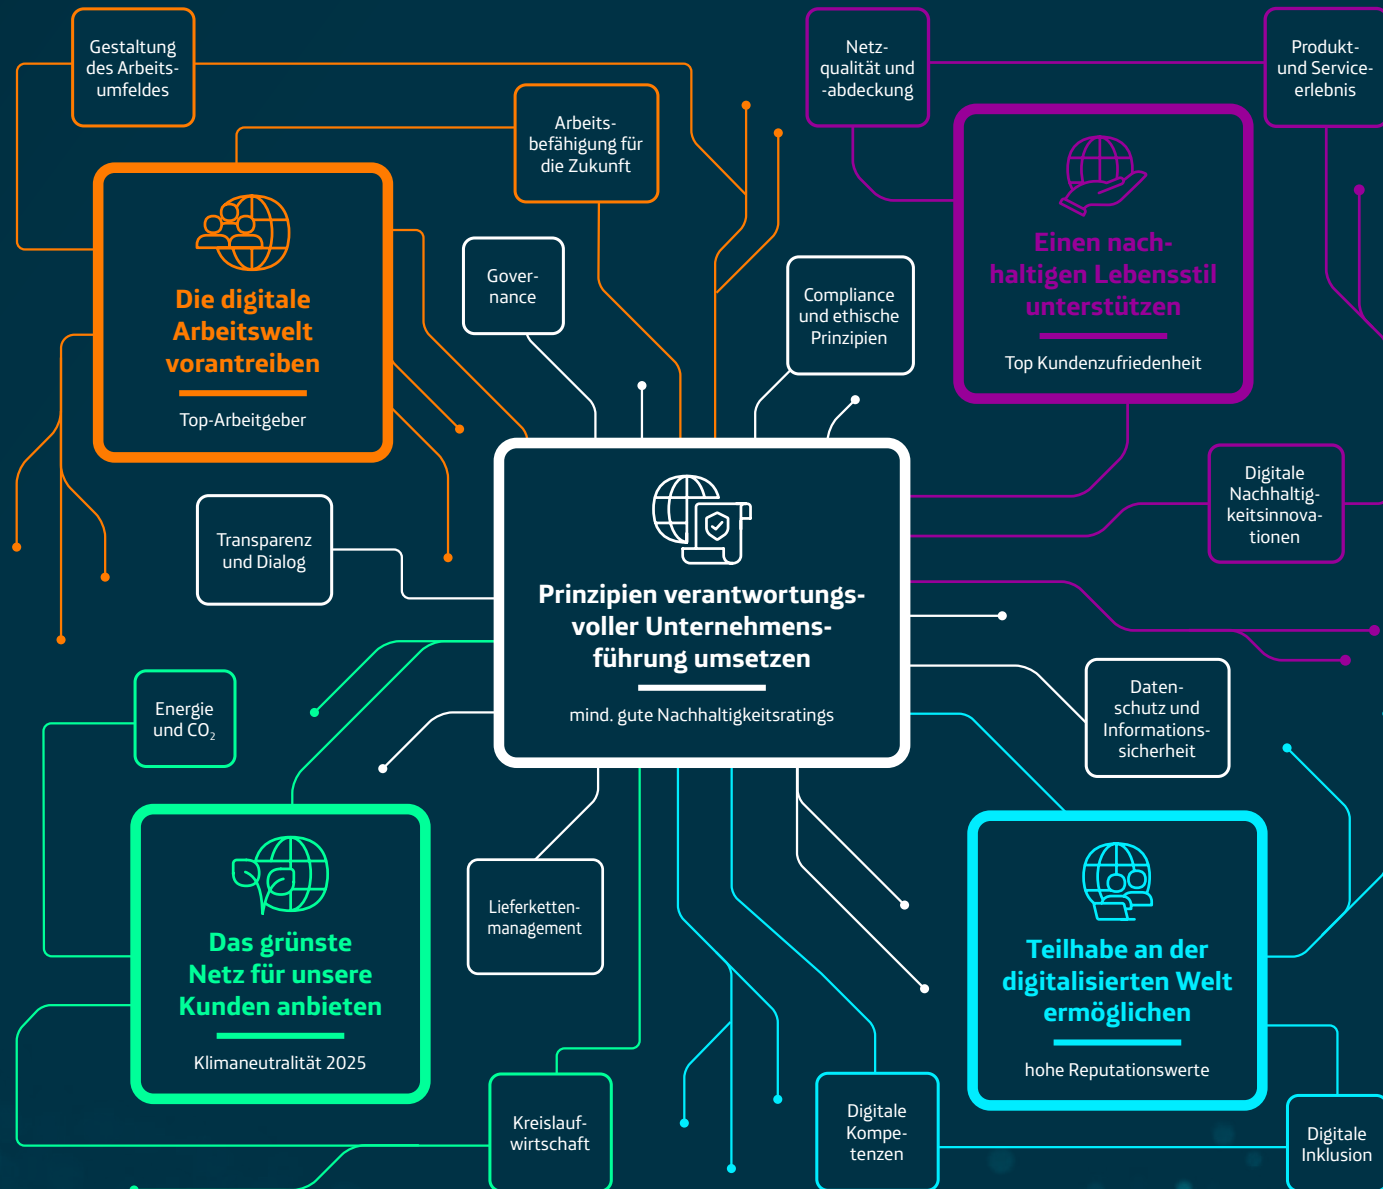 Gestaltung
des Arbeits-
umfeldes
Arbeits-
befähigung für
die Zukunft
Netz-
qualität und
-abdeckung
Produkt-
und Service-
erlebnis
Die digitale
Arbeitswelt
vorantreiben
Top-Arbeitgeber
Gover-
nance
Compliance
und ethische
Prinzipien
Einen nach-
haltigen Lebensstil
unterstützen
Top Kundenzufriedenheit
Digitale
Nachhaltig-
keitsinnova-
tionen
Transparenz
und Dialog
Prinzipien verantwortungs-
voller Unternehmens-
führung umsetzen
mind. gute Nachhaltigkeitsratings
Energie
und CO₂
Daten-
schutz und
Informations-
sicherheit
Das grünste
Netz für unsere
Kunden anbieten
Klimaneutralität 2025
Lieferketten-
management
Teilhabe an der
digitalisierten Welt
ermöglichen
hohe Reputationswerte
Kreislauf-
wirtschaft
Digitale
Kompe-
tenzen
Digitale
Inklusion